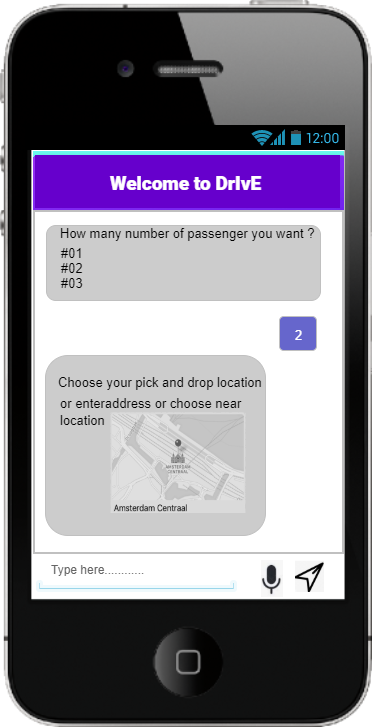 12:00
Welcome to DrIvE
How many number of passenger you want ?
#01
#02
#03
2
Choose your pick and drop location
or enteraddress or choose near
location
AMSTERDAM
CENTRAAL
Amsterdam Centraal
Type here............